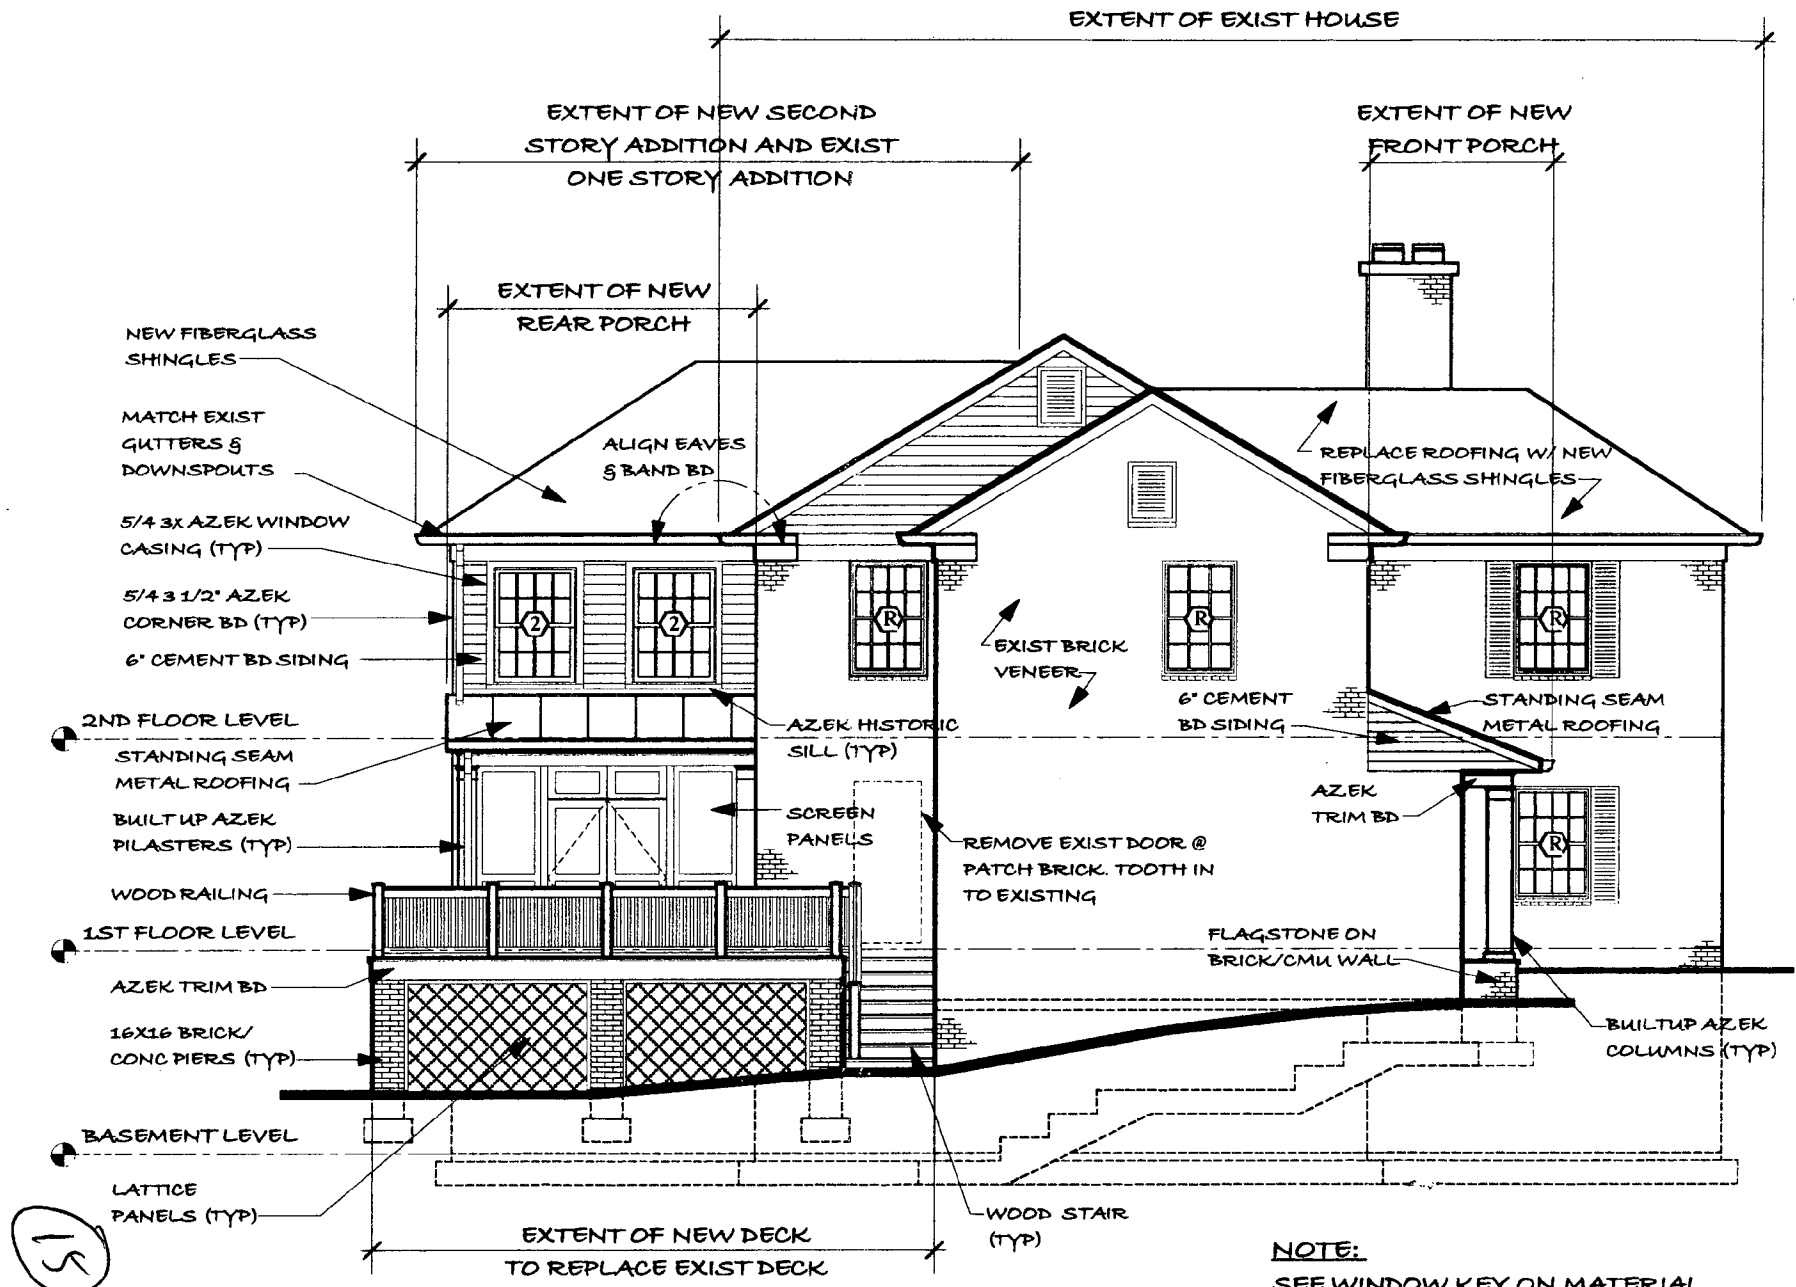 EXTENT OF EXIST HOUSE
EXTENT OF NEW SECOND
STORY ADDITION AND EXIST
ONE STORY ADDITION
EXTENT OF NEW
FRONT PORCH
EXTENT OF NEW
REAR PORCH
NEW FIBERGLASS
SHINGLES
MATCH EXIST
GUTTERS &
DOWNSPOUTS
ALIGN EAVES
& BAND BD
REPLACE ROOFING W/ NEW
FIBERGLASS SHINGLES
5/4 3X AZEK WINDOW
CASING (TYP)
5/4 3 1/2" AZEK
CORNER BD (TYP)
6" CEMENT BD SIDING
2
2
R
R
R
EXIST BRICK
VENEER
6" CEMENT
BD SIDING
STANDING SEAM
METAL ROOFING
2ND FLOOR LEVEL
STANDING SEAM
METAL ROOFING
AZEK HISTORIC
SILL (TYP)
BUILT UP AZEK
PILASTERS (TYP)
SCREEN
PANELS
AZEK
TRIM BD
R
REMOVE EXIST DOOR @
PATCH BRICK. TOOTH IN
TO EXISTING
WOOD RAILING
1ST FLOOR LEVEL
FLAGSTONE ON
BRICK/CMU WALL
AZEK TRIM BD
16X16 BRICK/
CONC PIERS (TYP)
BUILTUP AZEK
COLUMNS (TYP)
BASEMENT LEVEL
LATTICE
PANELS (TYP)
WOOD STAIR
(TYP)
EXTENT OF NEW DECK
TO REPLACE EXIST DECK
15
NOTE:
SEE WINDOW KEY ON MATERIAL